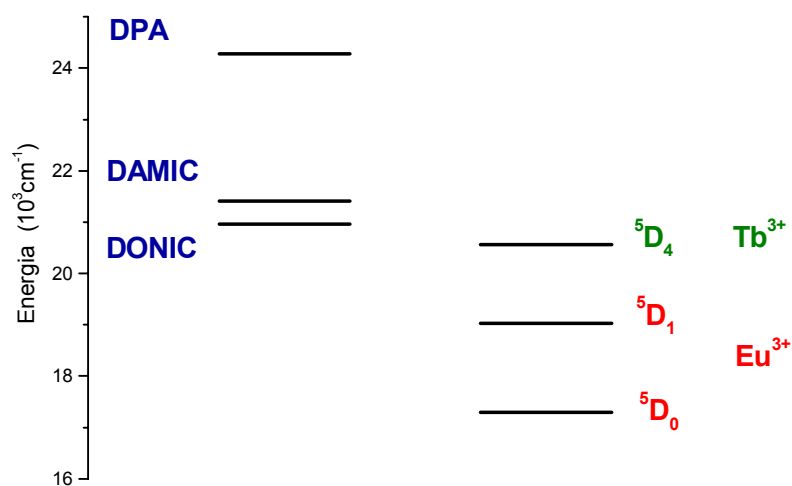 DPA
24
22
20
18
16
Energia (10³cm⁻¹)
DAMIC
DONIC
⁵D₄ Tb³⁺
⁵D₁
Eu³⁺
⁵D₀